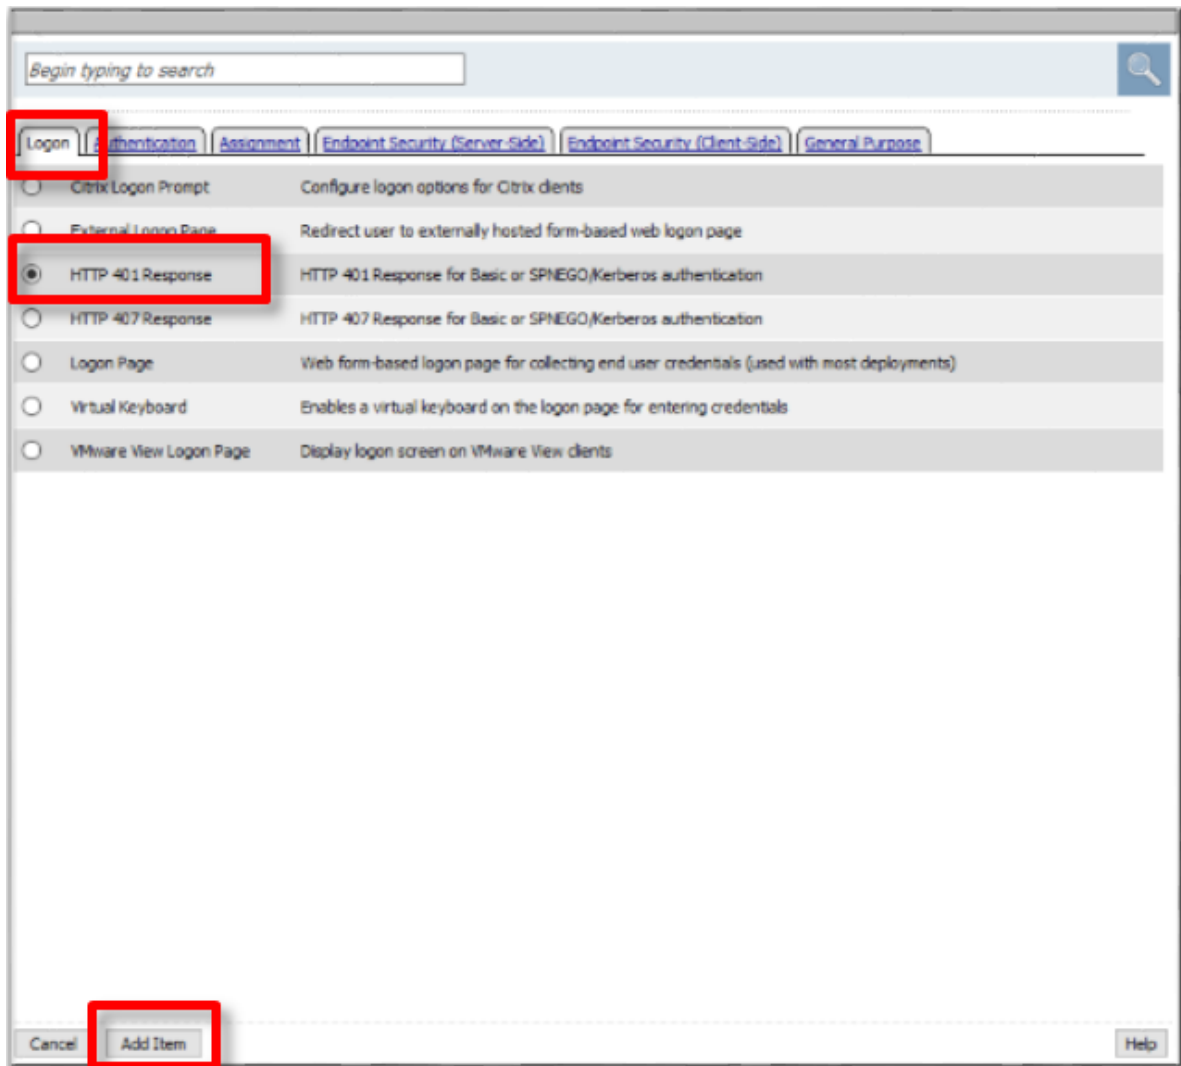 Begin typing to search
Logon Authentication Assignment Endpoint Security (Server-Side) Endpoint Security (Client-Side) General Purpose
Citrix Logon Prompt Configure logon options for Citrix clients
External Logon Page Redirect user to externally hosted form-based web logon page
HTTP 401 Response HTTP 401 Response for Basic or SPNEGO/Kerberos authentication
HTTP 407 Response HTTP 407 Response for Basic or SPNEGO/Kerberos authentication
Logon Page Web form-based logon page for collecting end user credentials (used with most deployments)
Virtual Keyboard Enables a virtual keyboard on the logon page for entering credentials
VMware View Logon Page Display logon screen on VMware View clients
Cancel Add Item Help